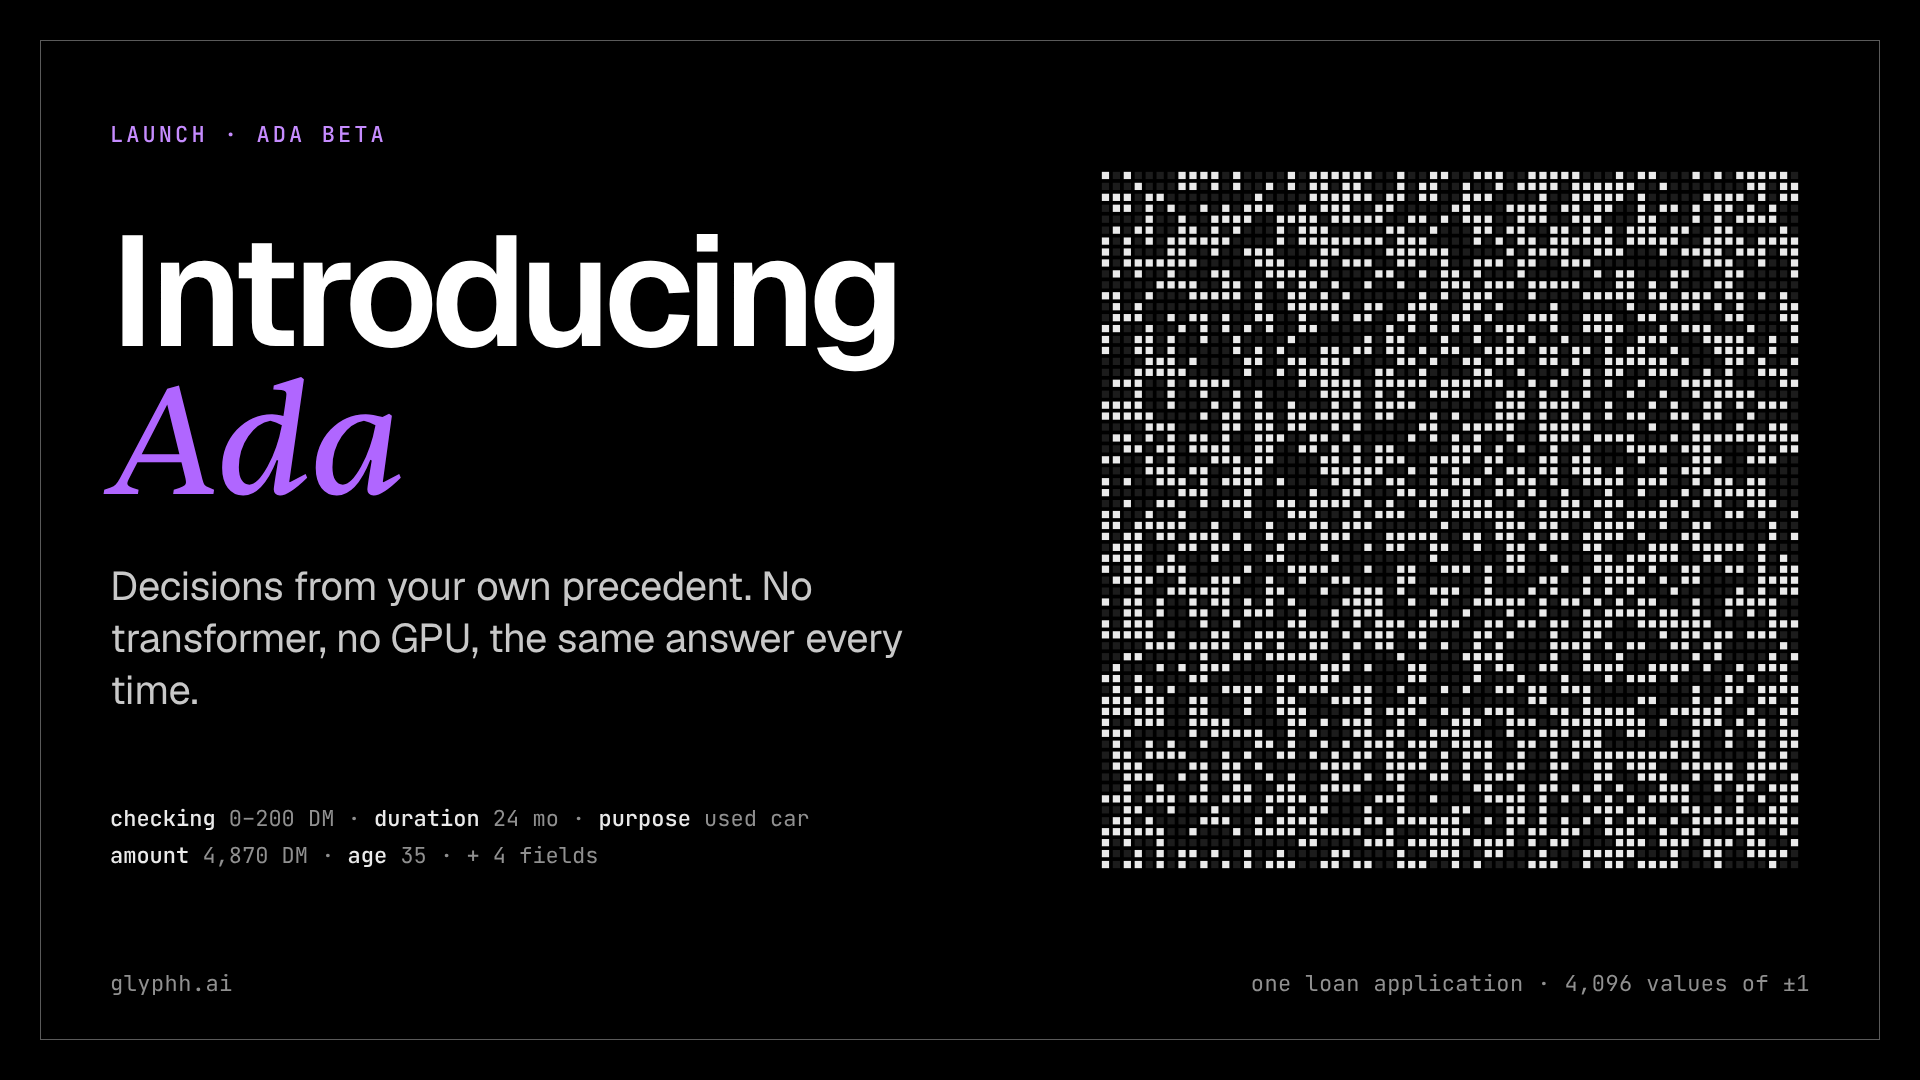 LAUNCH · ADA BETA
Introducing
Ada
Decisions from your own precedent. No
transformer, no GPU, the same answer every
time.
checking 0–200 DM · duration 24 mo · purpose used car
amount 4,870 DM · age 35 · + 4 fields
glyphh.ai
one loan application · 4,096 values of ±1